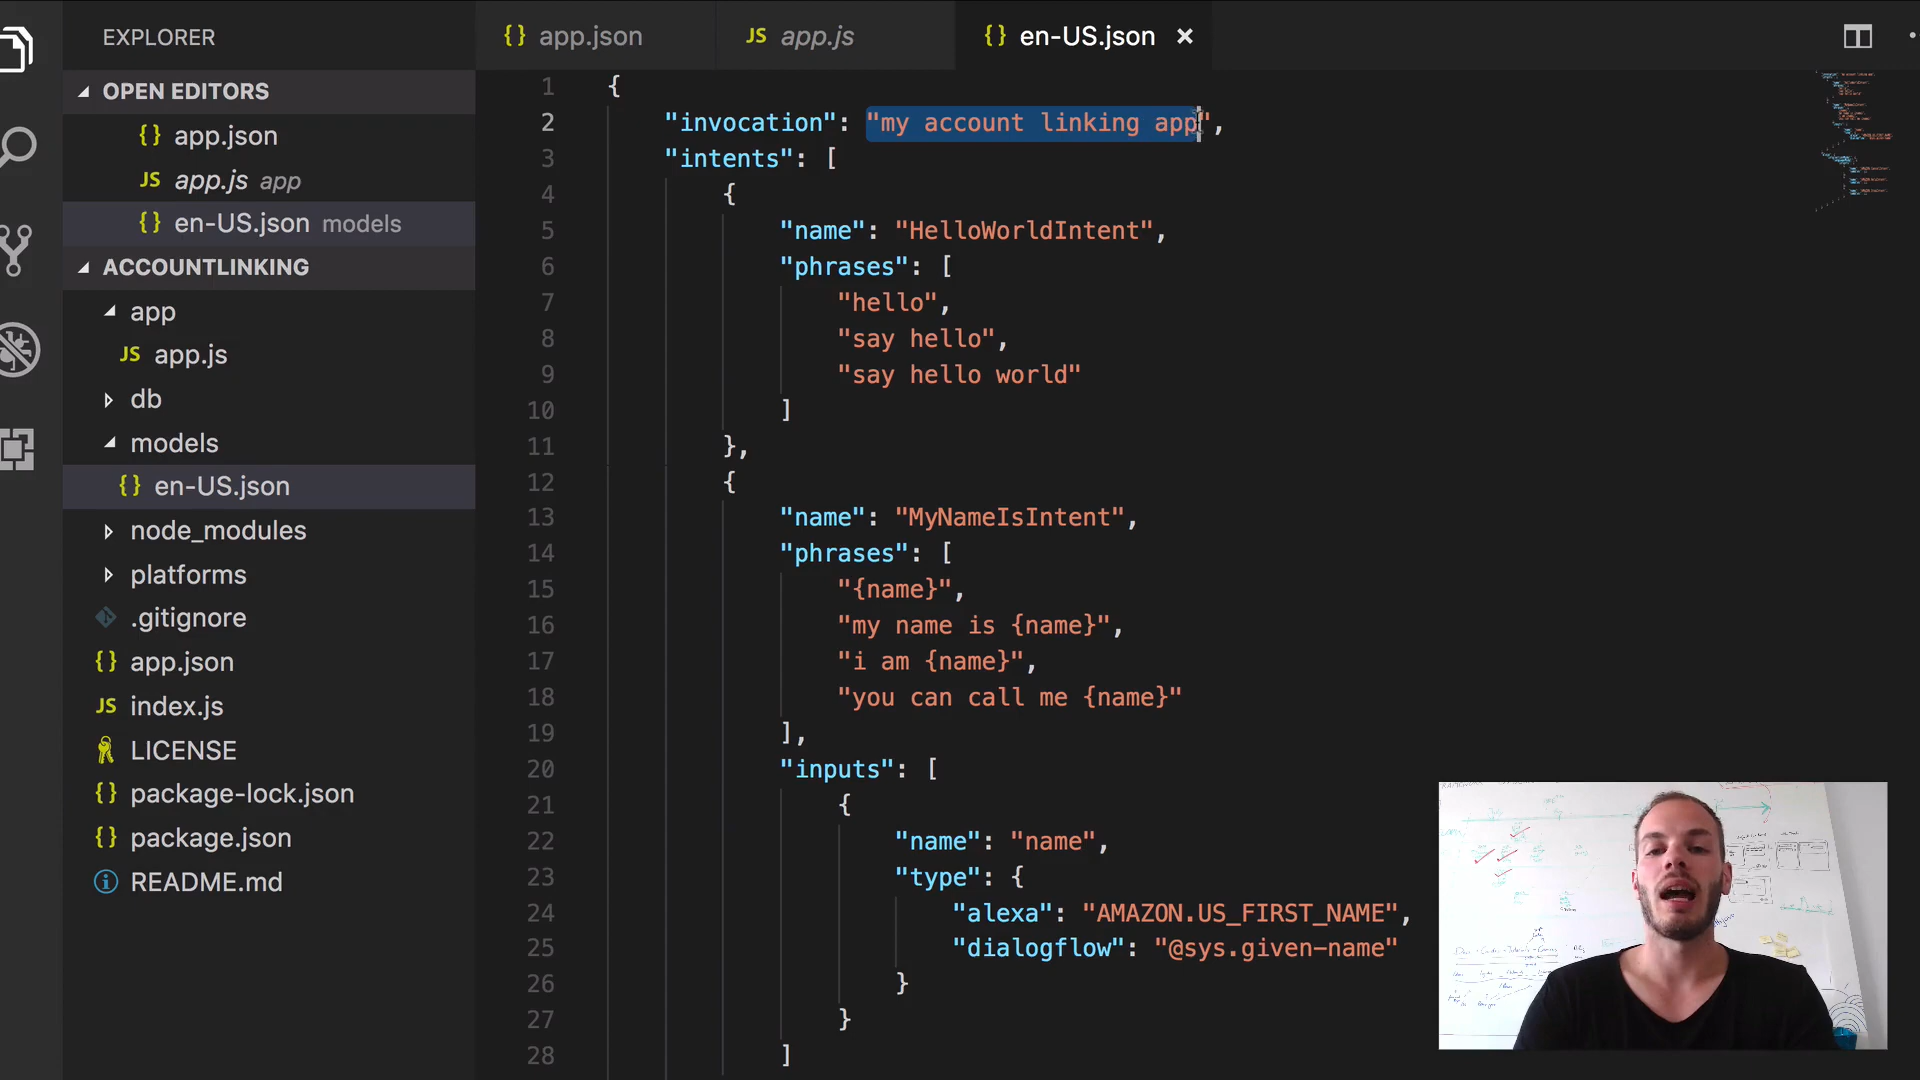 EXPLORER
OPEN EDITORS
{} app.json
JS app.js app
{} en-US.json models
ACCOUNTLINKING
app
JS app.js
db
models
{} en-US.json
node_modules
platforms
.gitignore
{} app.json
JS index.js
LICENSE
{} package-lock.json
{} package.json
README.md
{} app.json
JS app.js
{} en-US.json ×
1 {
2 "invocation": "my account linking app",
3 "intents": [
4 {
5 "name": "HelloWorldIntent",
6 "phrases": [
7 "hello",
8 "say hello",
9 "say hello world"
10 ]
11 },
12 {
13 "name": "MyNameIsIntent",
14 "phrases": [
15 "{name}",
16 "my name is {name}",
17 "i am {name}",
18 "you can call me {name}"
19 ],
20 "inputs": [
21 {
22 "name": "name",
23 "type": {
24 "alexa": "AMAZON.US_FIRST_NAME",
25 "dialogflow": "@sys.given-name"
26 }
27 }
28 ]